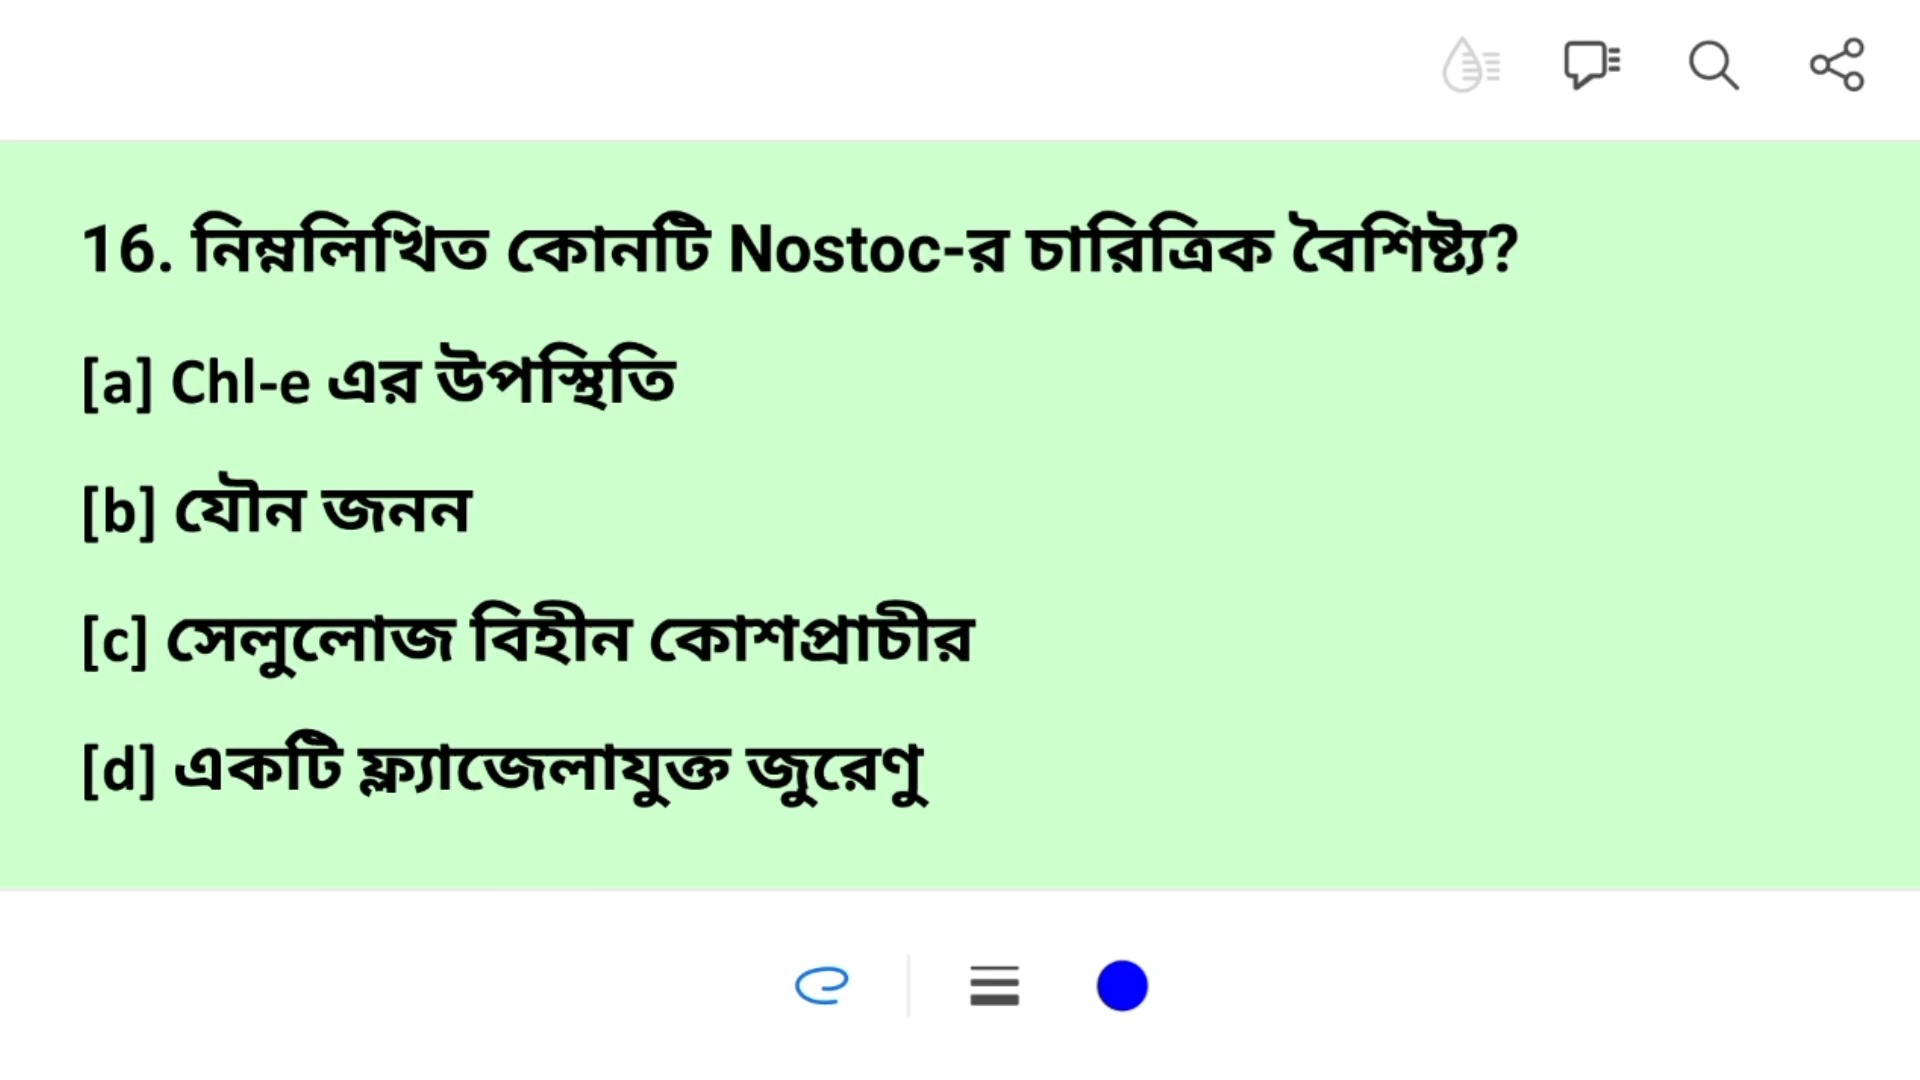 16. নিম্নলিখিত কোনটি Nostoc-র চারিত্রিক বৈশিষ্ট্য?
[a] Chl-e এর উপস্থিতি
[b] যৌন জনন
[c] সেলুলোজ বিহীন কোশপ্রাচীর
[d] একটি ফ্ল্যাজেলাযুক্ত জুরেণু